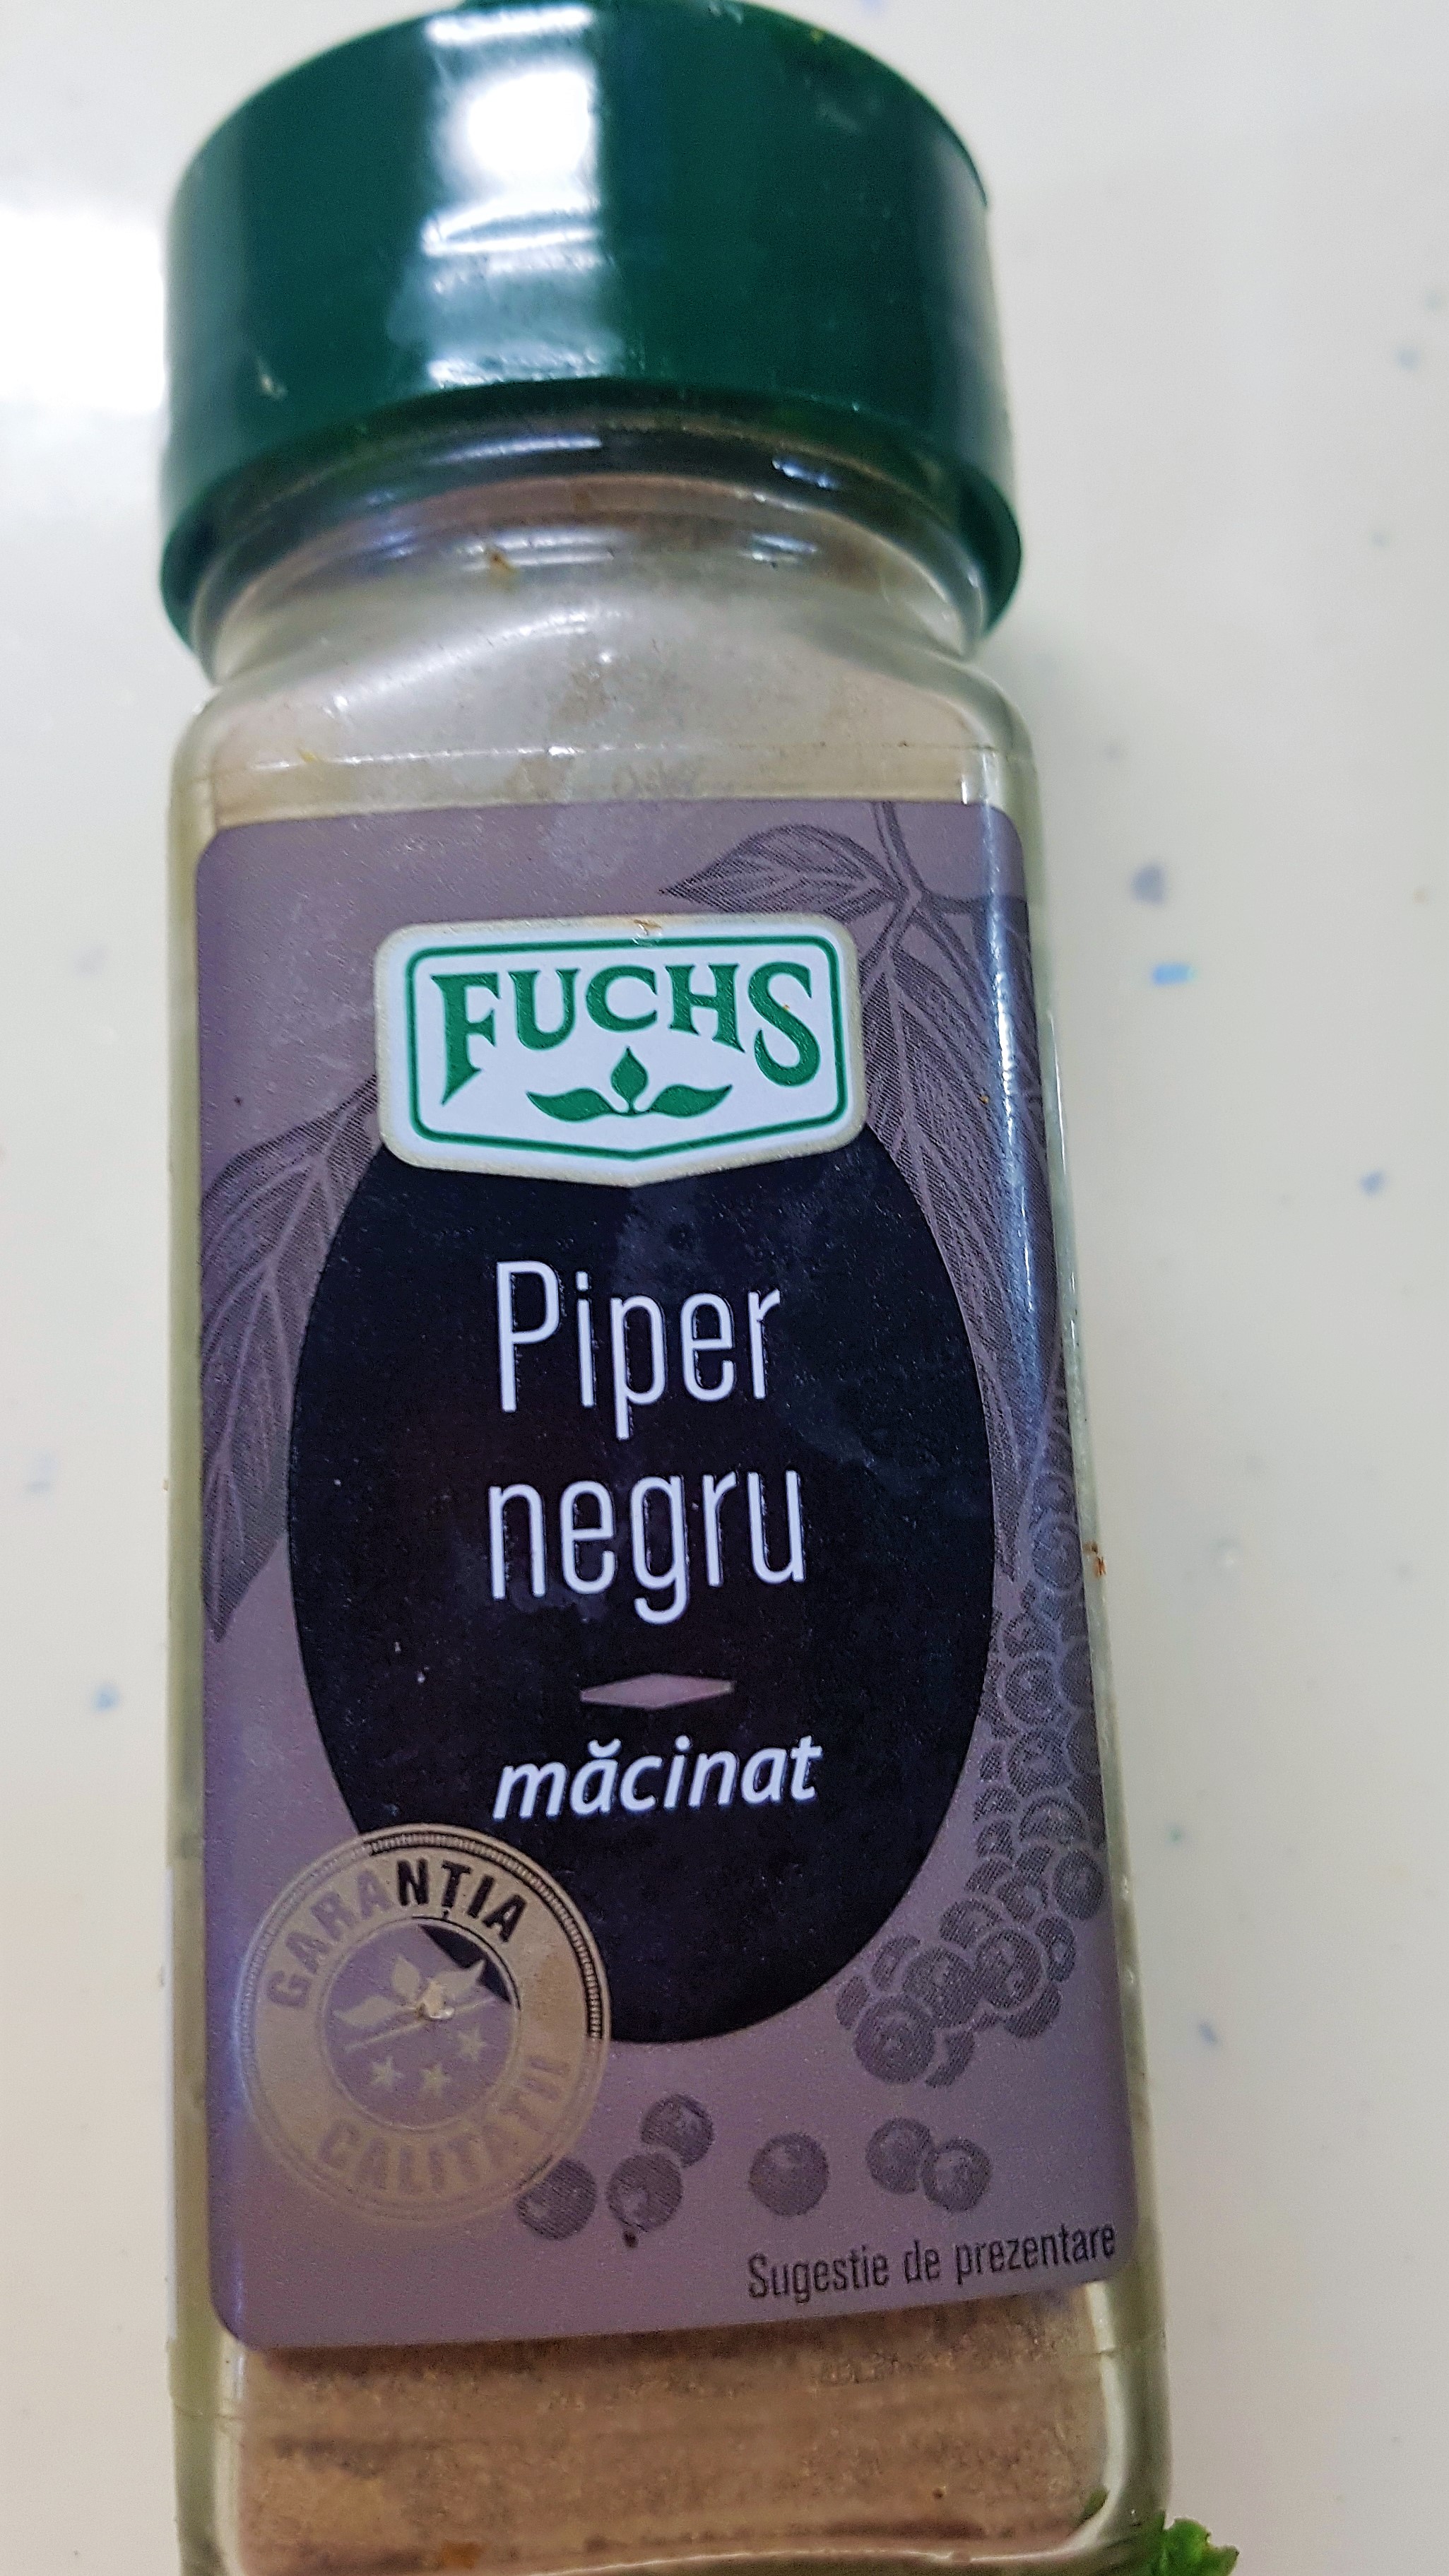 FUCHS
Piper
negru
măcinat
GARANȚIA
CALITĂȚII
Sugestie de prezentare